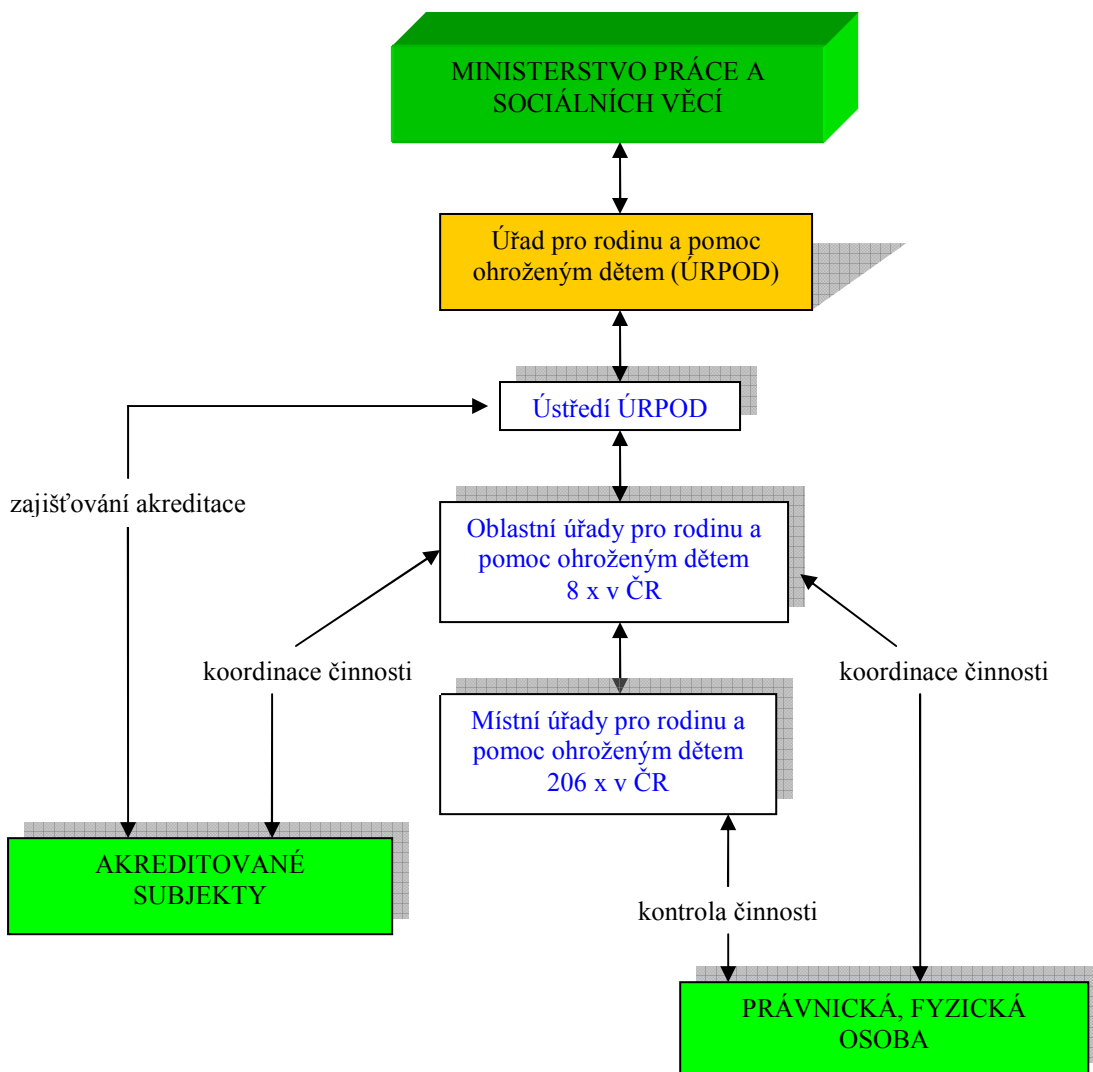 MINISTERSTVO PRÁCE A
SOCIÁLNÍCH VĚCÍ
Úřad pro rodinu a pomoc
ohroženým dětem (ÚRPOD)
Ústředí ÚRPOD
zajišťování akreditace
Oblastní úřady pro rodinu a
pomoc ohroženým dětem
8 x v ČR
koordinace činnosti
koordinace činnosti
Místní úřady pro rodinu a
pomoc ohroženým dětem
206 x v ČR
AKREDITOVANÉ
SUBJEKTY
kontrola činnosti
PRÁVNICKÁ, FYZICKÁ
OSOBA